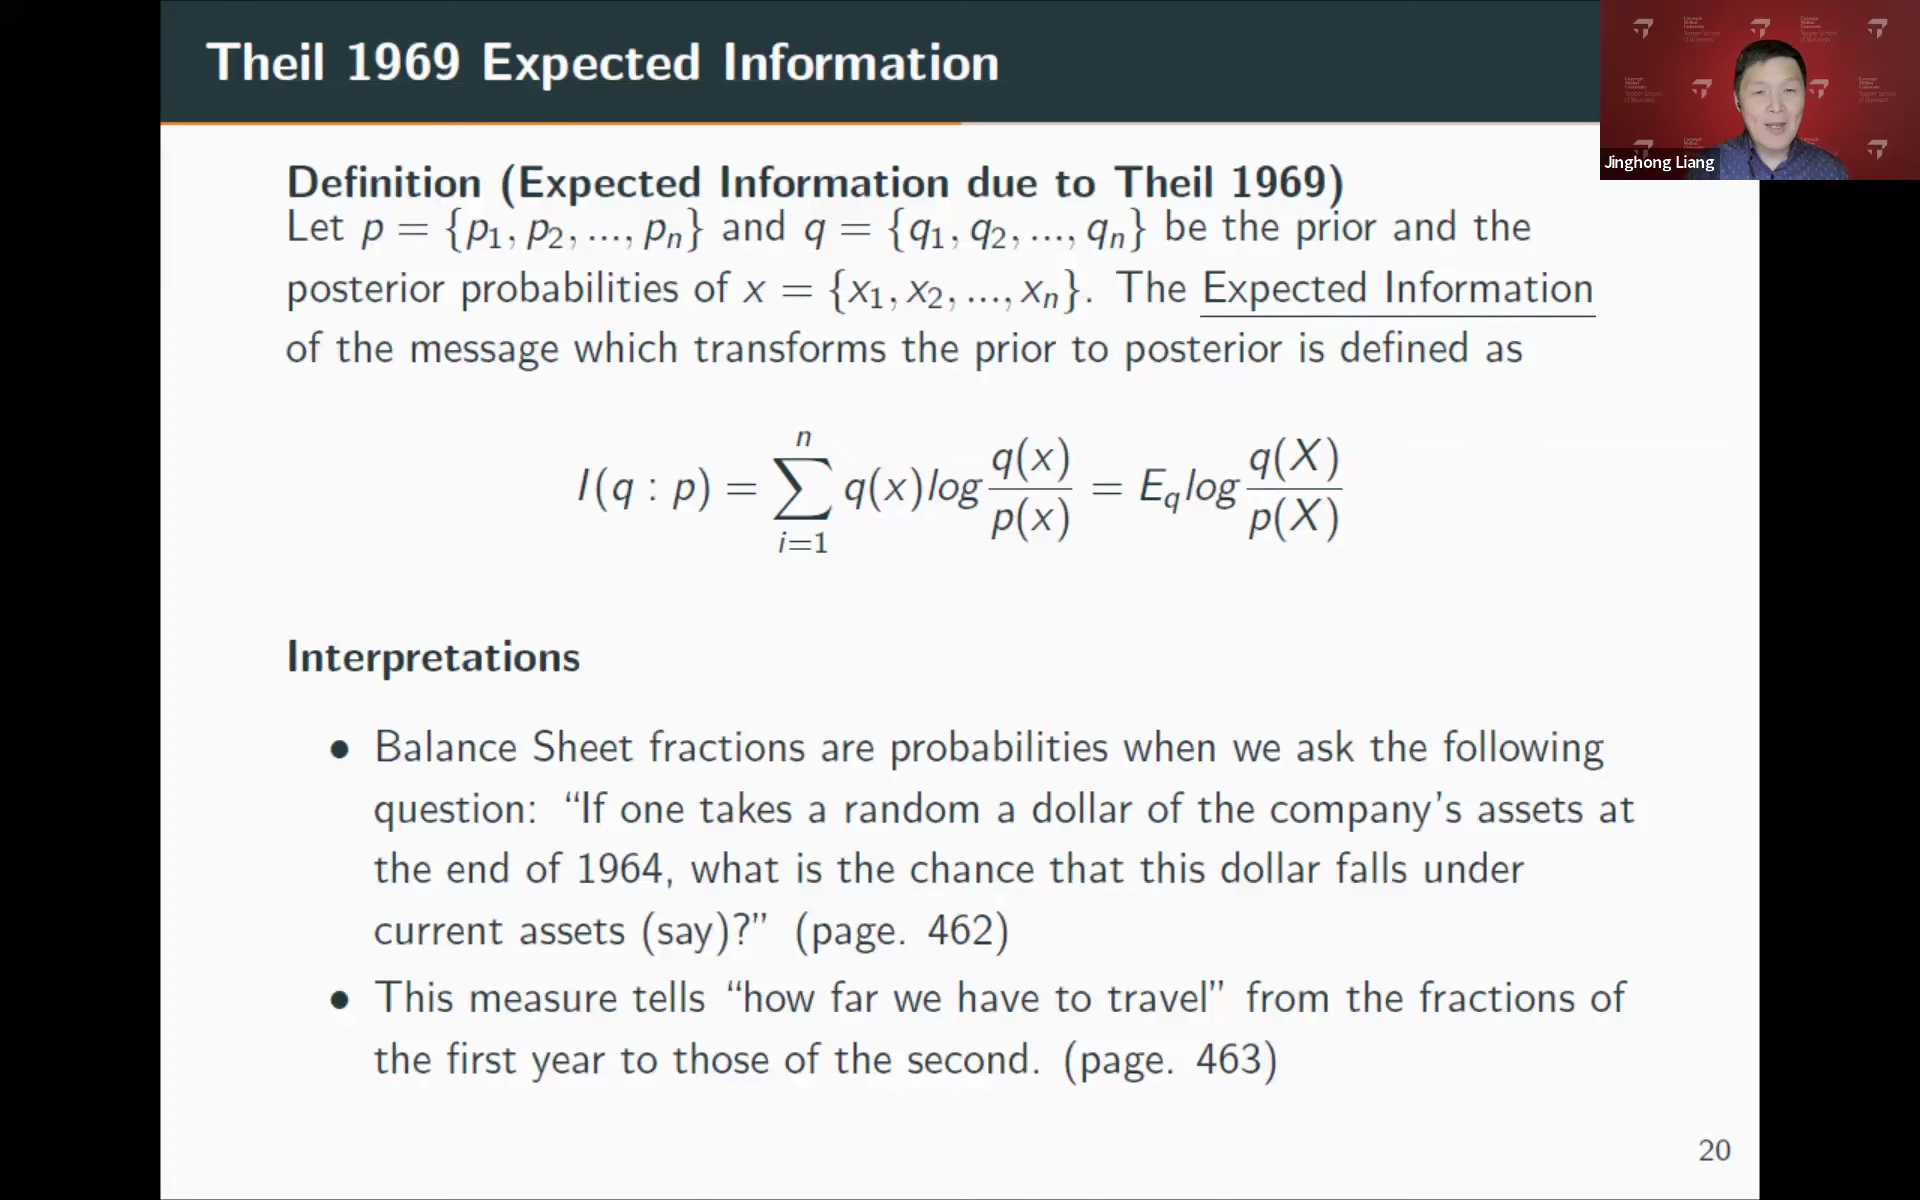 Theil 1969 Expected Information
Definition (Expected Information due to Theil 1969)
Let p = {p₁, p₂, ..., pₙ} and q = {q₁, q₂, ..., qₙ} be the prior and the
posterior probabilities of x = {x₁, x₂, ..., xₙ}. The Expected Information
of the message which transforms the prior to posterior is defined as
I(q : p) = ∑ⁿᵢ₌₁ q(x)log q(x)/p(x) = E_q log q(X)/p(X)
Interpretations
● Balance Sheet fractions are probabilities when we ask the following
question: “If one takes a random a dollar of the company’s assets at
the end of 1964, what is the chance that this dollar falls under
current assets (say)?” (page. 462)
● This measure tells “how far we have to travel” from the fractions of
the first year to those of the second. (page. 463)
20
Jinghong Liang